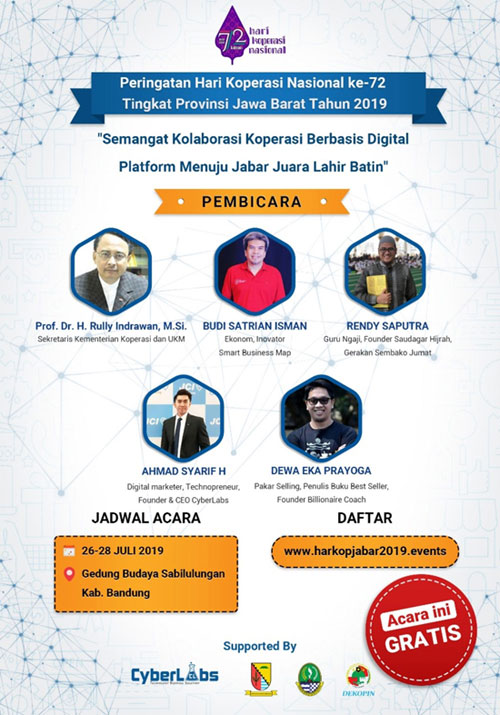 72
hari
koperasi
nasional
Peringatan Hari Koperasi Nasional ke-72
Tingkat Provinsi Jawa Barat Tahun 2019
"Semangat Kolaborasi Koperasi Berbasis Digital
Platform Menuju Jabar Juara Lahir Batin"
PEMBICARA
Prof. Dr. H. Rully Indrawan, M.Si.
Sekretaris Kementerian Koperasi dan UKM
BUDI SATRIAN ISMAN
Ekonom, Inovator
Smart Business Map
RENDY SAPUTRA
Guru Ngaji, Founder Saudagar Hijrah,
Gerakan Sembako Jumat
JCI
AHMAD SYARIF H
Digital marketer, Technopreneur,
Founder & CEO CyberLabs
DEWA EKA PRAYOGA
Pakar Selling, Penulis Buku Best Seller,
Founder Billionaire Coach
JADWAL ACARA
26-28 JULI 2019
Gedung Budaya Sabilulungan
Kab. Bandung
DAFTAR
www.harkopjabar2019.events
Acara ini
GRATIS
Supported By
CyberLabs
DEKOPIN